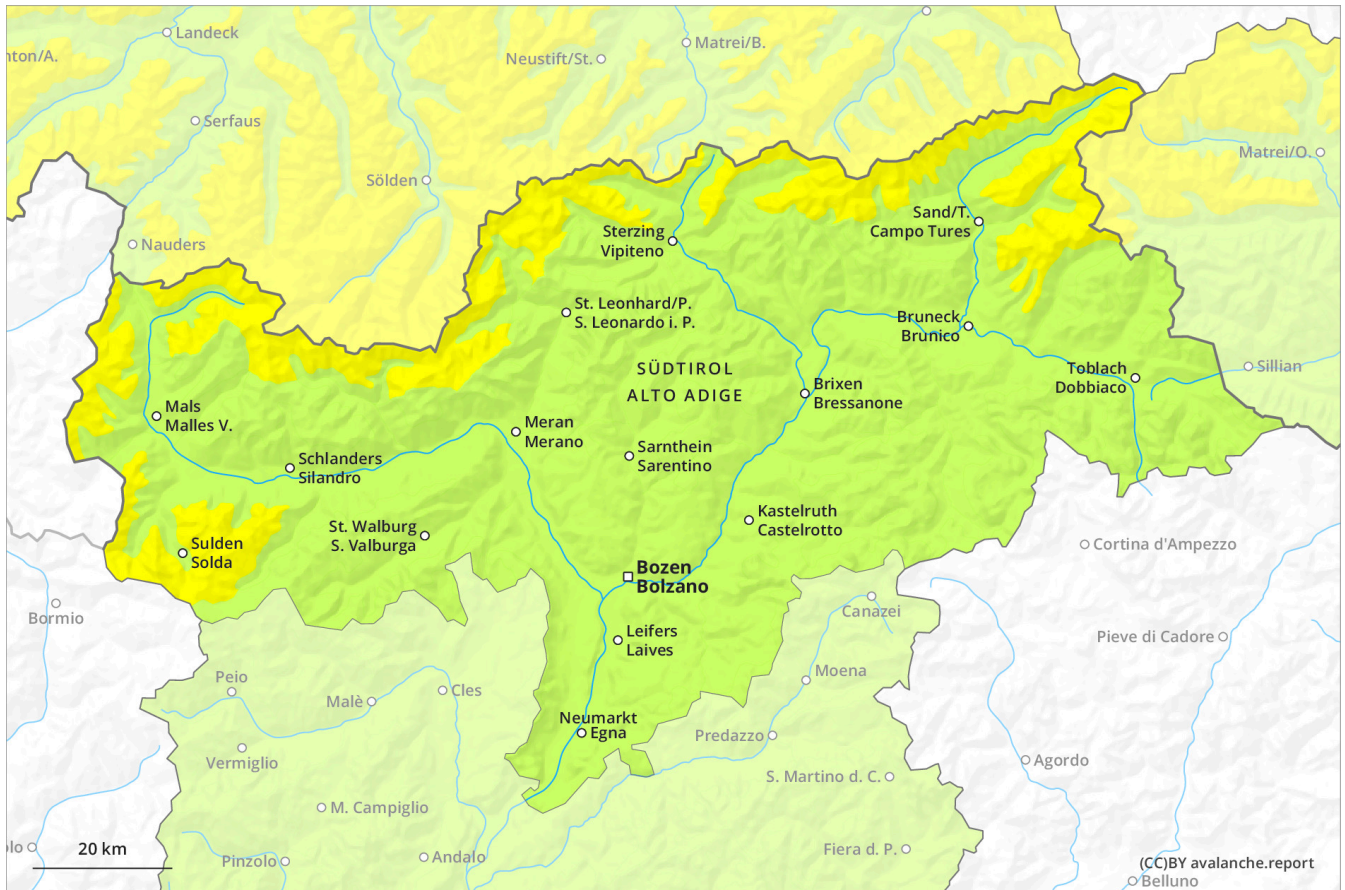 Landeck
Matrei/B.
nton/A.
Neustift/St.
Serfaus
Matrei/O.
Sölden
Sand/T.
Campo Tures
Nauders
Sterzing
Vipiteno
St. Leonhard/P.
S. Leonardo i. P.
Bruneck
Brunico
SÜDTIROL
ALTO ADIGE
Toblach
Dobbiaco
Sillian
Brixen
Bressanone
Mals
Malles V.
Meran
Merano
Sarnthein
Sarentino
Schlanders
Silandro
Kastelruth
Castelrotto
St. Walburg
S. Valburga
Sulden
Solda
Cortina d'Ampezzo
Bozen
Bolzano
Bormio
Canazei
Leifers
Laives
Pieve di Cadore
Peio
Moena
Malè
Cles
Neumarkt
Egna
Predazzo
Vermiglio
Agordo
S. Martino d. C.
M. Campiglio
lo
20 km
Pinzolo
Andalo
Fiera d. P.
(CC)BY avalanche.report
Belluno